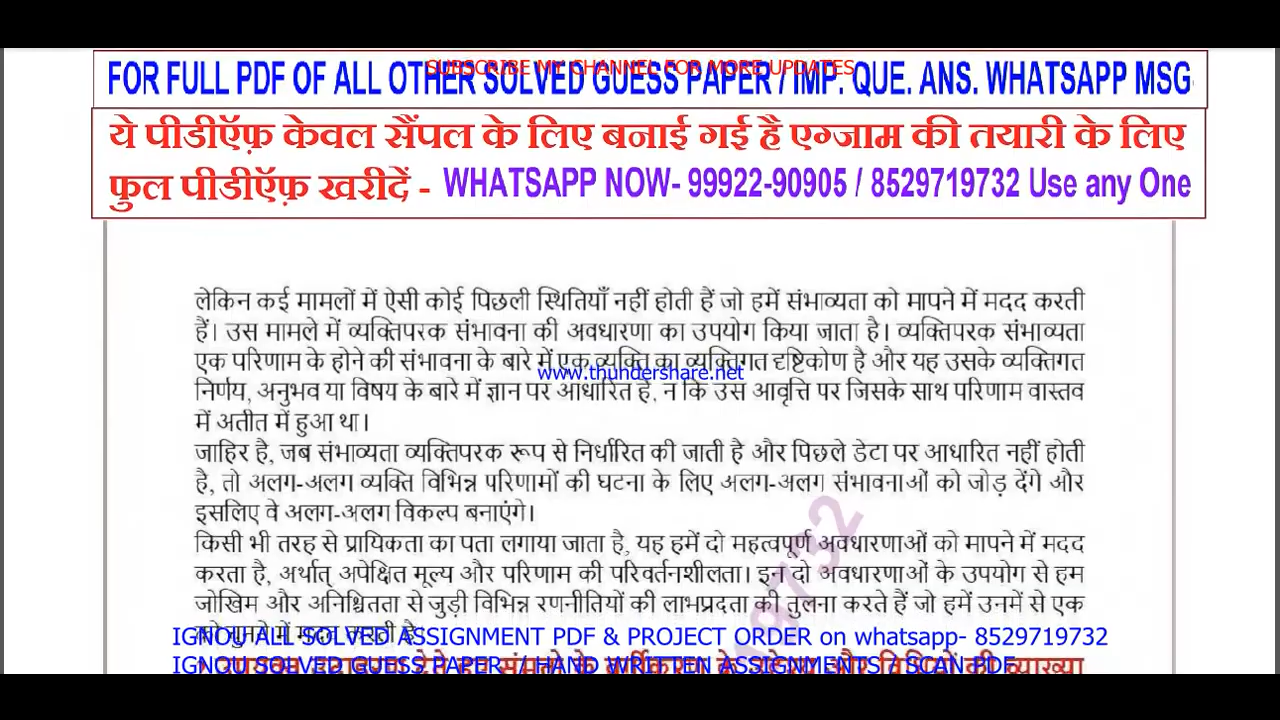 SUBSCRIBE MY CHANNEL FOR MORE UPDATES
FOR FULL PDF OF ALL OTHER SOLVED GUESS PAPER / IMP. QUE. ANS. WHATSAPP MSG
ये पीडीऍफ़ केवल सैंपल के लिए बनाई गई है एग्जाम की तयारी के लिए
फुल पीडीऍफ़ खरीदें - WHATSAPP NOW- 99922-90905 / 8529719732 Use any One
लेकिन कई मामलों में ऐसी कोई पिछली स्थितियाँ नहीं होती हैं जो हमें संभाव्यता को मापने में मदद करती
हैं। उस मामले में व्यक्तिपरक संभावना की अवधारणा का उपयोग किया जाता है। व्यक्तिपरक संभाव्यता
एक परिणाम के होने की संभावना के बारे में एक व्यक्ति का व्यक्तिगत दृष्टिकोण है और यह उसके व्यक्तिगत
www.thundershare.net
निर्णय, अनुभव या विषय के बारे में ज्ञान पर आधारित है, न कि उस आवृत्ति पर जिसके साथ परिणाम वास्तव
में अतीत में हुआ था।
जाहिर है, जब संभाव्यता व्यक्तिपरक रूप से निर्धारित की जाती है और पिछले डेटा पर आधारित नहीं होती
है, तो अलग-अलग व्यक्ति विभिन्न परिणामों की घटना के लिए अलग-अलग संभावनाओं को जोड़ देंगे और
इसलिए वे अलग-अलग विकल्प बनाएंगे।
किसी भी तरह से प्रायिकता का पता लगाया जाता है, यह हमें दो महत्वपूर्ण अवधारणाओं को मापने में मदद
करता है, अर्थात् अपेक्षित मूल्य और परिणाम की परिवर्तनशीलता। इन दो अवधारणाओं के उपयोग से हम
जोखिम और अनिश्चितता से जुड़ी विभिन्न रणनीतियों की लाभप्रदता की तुलना करते हैं जो हमें उनमें से एक
IGNOU ALL SOLVED ASSIGNMENT PDF & PROJECT ORDER on whatsapp- 8529719732
IGNOU SOLVED GUESS PAPER / HAND WRITTEN ASSIGNMENTS / SCAN PDF